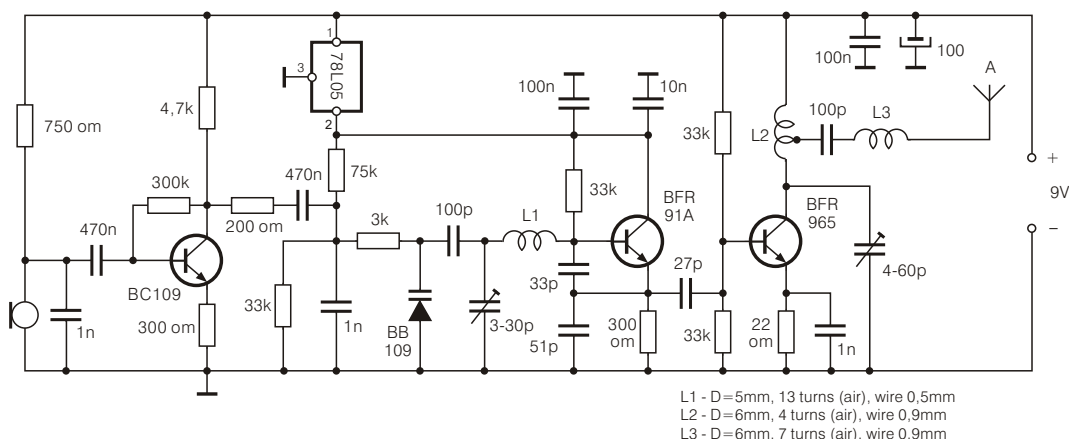 1
78L05
3
2
100n
100
A
100n
10n
100p
L3
4,7k
750 om
33k
L2
+
9V
−
300k
470n
75k
33k
BFR
91A
BFR
965
200 om
3k
100p
L1
470n
27p
4-60p
BC109
33p
33k
1n
300 om
1n
BB
109
3-30p
51p
300
om
33k
22
om
1n
L1 - D=5mm, 13 turns (air), wire 0,5mm
L2 - D=6mm, 4 turns (air), wire 0,9mm
L3 - D=6mm, 7 turns (air), wire 0,9mm